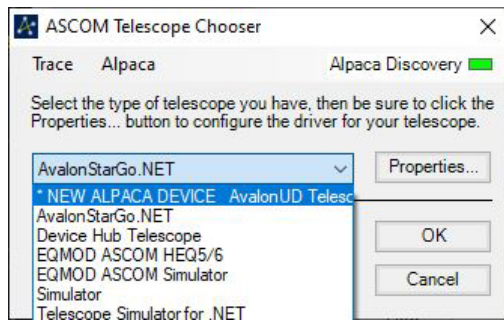 ASCOM Telescope Chooser
Trace Alpaca Alpaca Discovery
Select the type of telescope you have, then be sure to click the
Properties... button to configure the driver for your telescope.
AvalonStarGo.NET Properties...
* NEW ALPACA DEVICE AvalonUD Telesc
AvalonStarGo.NET
Device Hub Telescope OK
EQMOD ASCOM HEQ5/6
EQMOD ASCOM Simulator Cancel
Simulator
Telescope Simulator for .NET